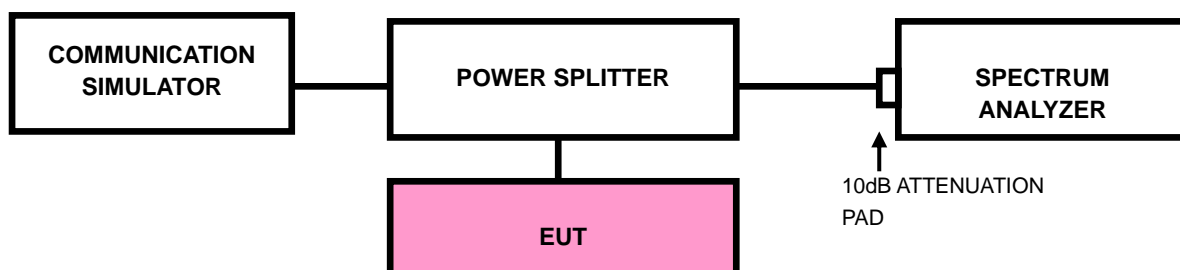 COMMUNICATION
SIMULATOR
POWER SPLITTER
SPECTRUM
ANALYZER
10dB ATTENUATION
PAD
EUT